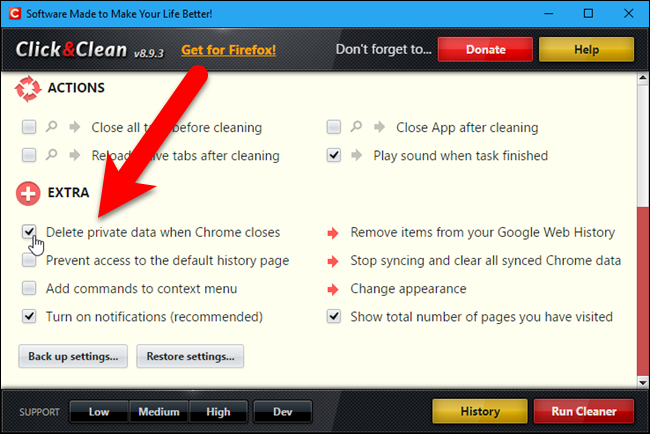 C Software Made to Make Your Life Better!
Click&Clean v8.9.3 Get for Firefox! Don't forget to... Donate Help
ACTIONS
Close all before cleaning Close App after cleaning
tabs after cleaning Play sound when task finished
EXTRA
Delete private data when Chrome closes Remove items from your Google Web History
Prevent access to the default history page Stop syncing and clear all synced Chrome data
Add commands to context menu Change appearance
Turn on notifications (recommended) Show total number of pages you have visited
Back up settings... Restore settings...
SUPPORT Low Medium High Dev History Run Cleaner